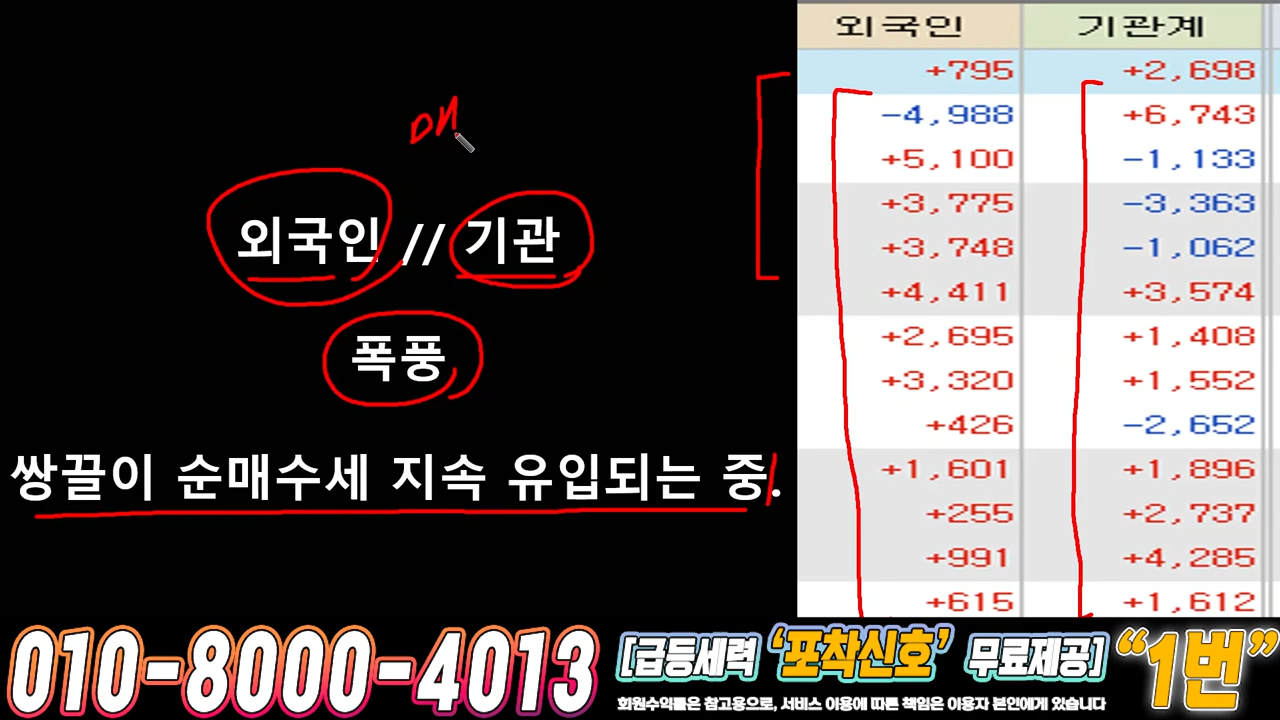 외국인 // 기관
폭풍
쌍끌이 순매수세 지속 유입되는 중.
외국인 기관계
+795 +2,698
-4,988 +6,743
+5,100 -1,133
+3,775 -3,363
+3,748 -1,062
+4,411 +3,574
+2,695 +1,408
+3,320 +1,552
+426 -2,652
+1,601 +1,896
+255 +2,737
+991 +4,285
+615 +1,612
010-8000-4013
[급등세력 '포착신호' 무료제공] "1번"
회원수익률은 참고용으로, 서비스 이용에 따른 책임은 이용자 본인에게 있습니다